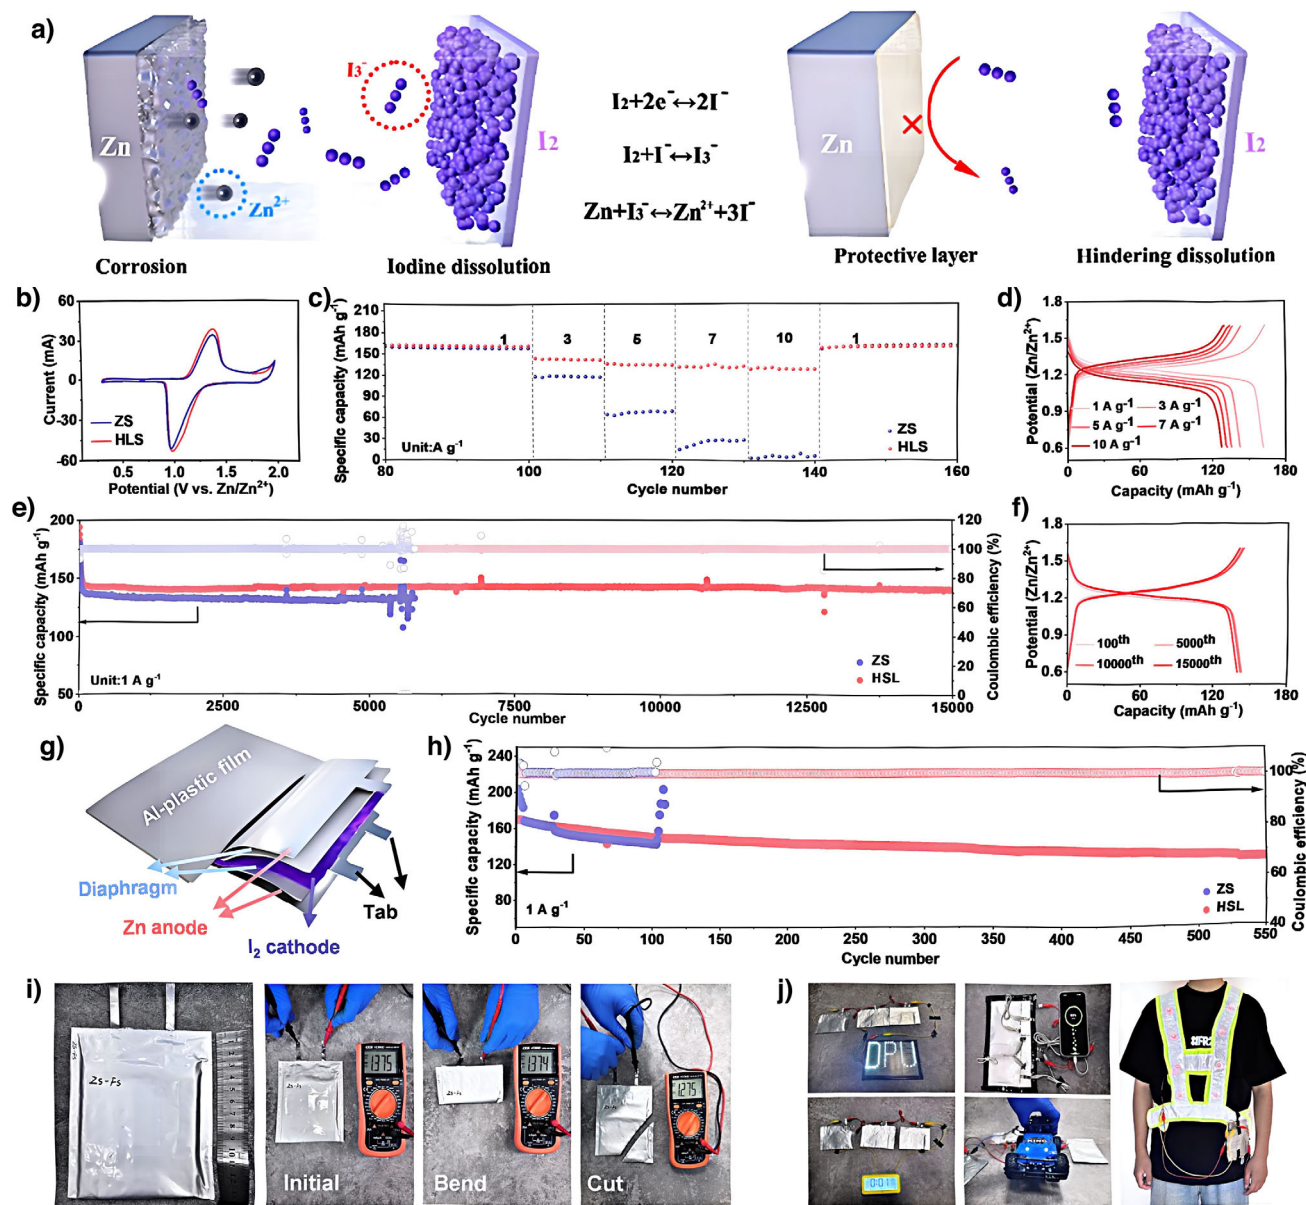 a)
Zn
Zn²⁺
I₃⁻
I₂
Corrosion
Iodine dissolution
I₂+2e⁻↔2I⁻
I₂+I⁻↔I₃⁻
Zn+I₃⁻↔Zn²⁺+3I⁻
Zn
I₂
Protective layer
Hindering dissolution
b)
Current (mA)
60
30
0
-30
-60
ZS
HLS
0.5 1.0 1.5 2.0
Potential (V vs. Zn/Zn²⁺)
c)
Specific capacity (mAh g⁻¹)
210
180
150
120
90
60
30
0
1 3 5 7 10 1
ZS
HLS
Unit:A g⁻¹
80 100 120 140 160
Cycle number
d)
Potential (Zn/Zn²⁺)
1.8
1.5
1.2
0.9
0.6
1 A g⁻¹ 3 A g⁻¹
5 A g⁻¹ 7 A g⁻¹
10 A g⁻¹
0 60 120 180
Capacity (mAh g⁻¹)
e)
Specific capacity (mAh g⁻¹)
200
175
150
125
100
75
50
Unit:1 A g⁻¹
ZS
HSL
0 2500 5000 7500 10000 12500 15000
Cycle number
120
100
80
60
40
20
0
Coulombic efficiency (%)
f)
Potential (Zn/Zn²⁺)
1.8
1.5
1.2
0.9
0.6
100th 5000th
10000th 15000th
0 60 120 180
Capacity (mAh g⁻¹)
g)
Al-plastic film
Diaphragm
Zn anode
I₂ cathode
Tab
h)
Specific capacity (mAh g⁻¹)
240
200
160
120
80
1 A g⁻¹
ZS
HSL
0 50 100 150 200 250 300 350 400 450 500 550
Cycle number
100
80
60
40
Coulombic efficiency (%)
i)
ZS-FS
Initial
1375
Bend
1374
Cut
1275
j)
DPU
0:01
KING